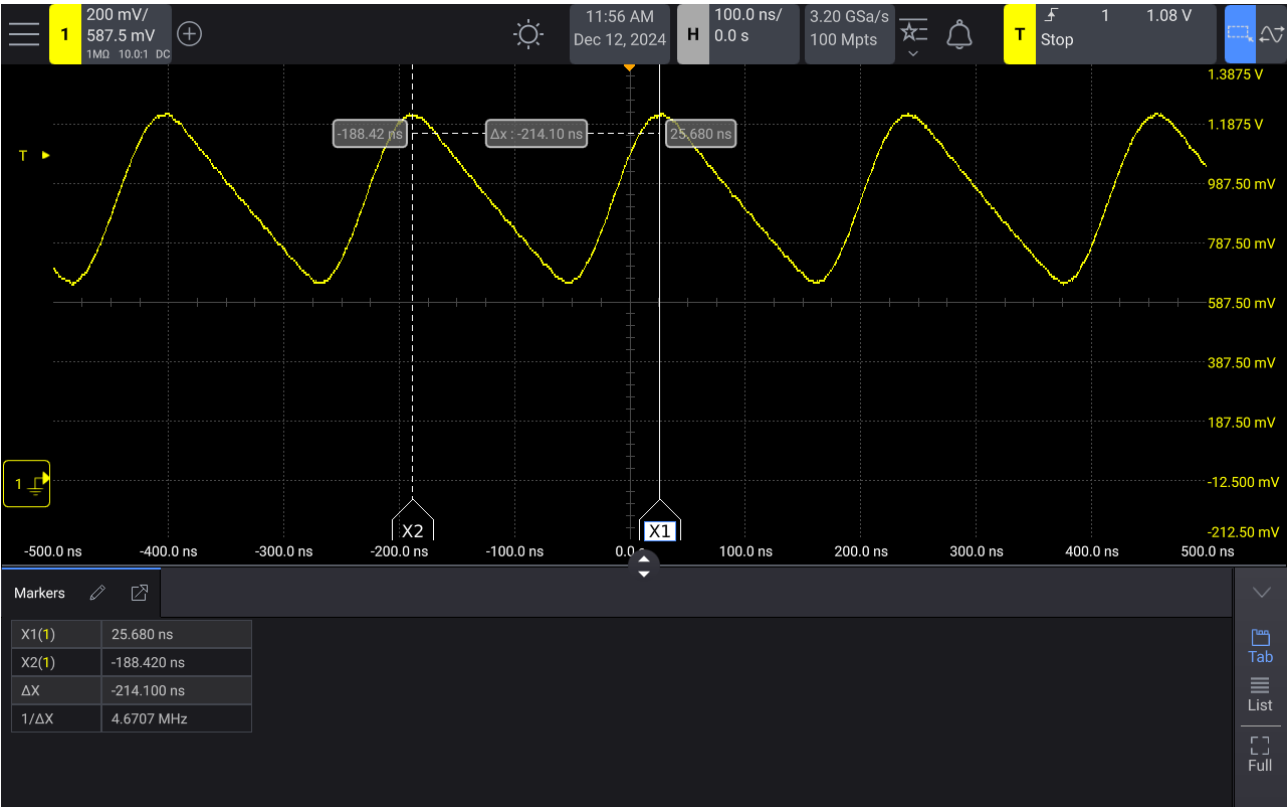 1 200 mV/ 587.5 mV 1MΩ 10.0:1 DC
11:56 AM
Dec 12, 2024
H 100.0 ns/ 0.0 s
3.20 GSa/s
100 Mpts
T 1 1.08 V
Stop
1.3875 V
1.1875 V
-188.42 ns Δx : -214.10 ns 25.680 ns
T
987.50 mV
787.50 mV
587.50 mV
387.50 mV
187.50 mV
1 -12.500 mV
X2 X1 -212.50 mV
-500.0 ns -400.0 ns -300.0 ns -200.0 ns -100.0 ns 0.0 100.0 ns 200.0 ns 300.0 ns 400.0 ns 500.0 ns
Markers
X1(1) 25.680 ns
X2(1) -188.420 ns
ΔX -214.100 ns
1/ΔX 4.6707 MHz
Tab
List
Full